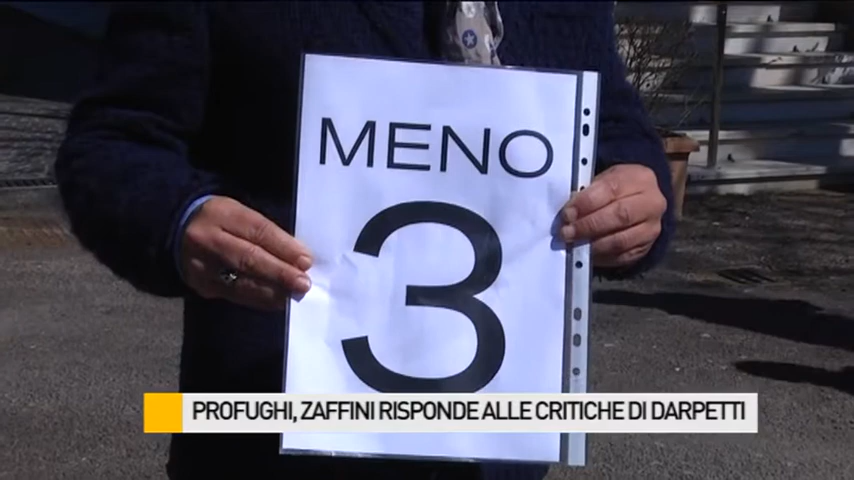 MENO
3
PROFUGHI, ZAFFINI RISPONDE ALLE CRITICHE DI DARPETTI